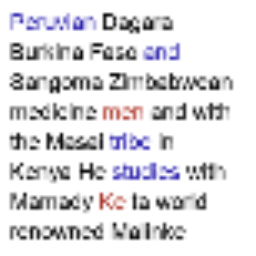 Peruvian Dagara
Burkina Faso and
Sangoma Zimbabwean
medicine men and with
the Masai tribe in
Kenya He studies with
Mamady Ke ta world
renowned Malinke